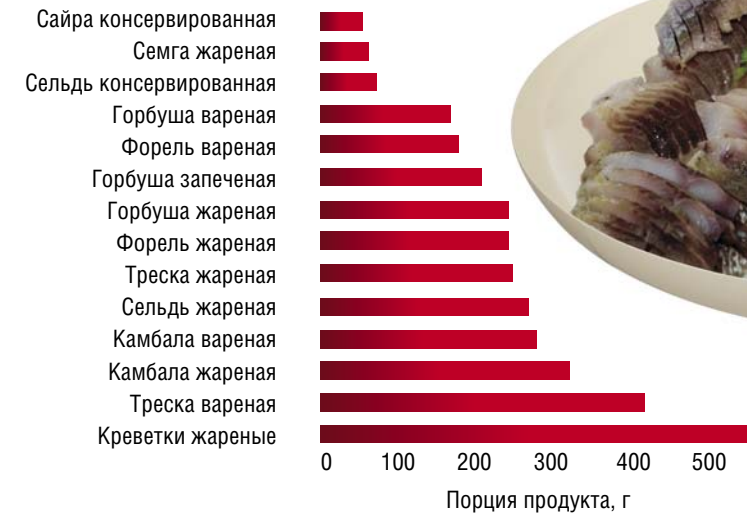 Сайра консервированная
Семга жареная
Сельдь консервированная
Горбуша вареная
Форель вареная
Горбуша запеченая
Горбуша жареная
Форель жареная
Треска жареная
Сельдь жареная
Камбала вареная
Камбала жареная
Треска вареная
Креветки жареные
0 100 200 300 400 500
Порция продукта, г